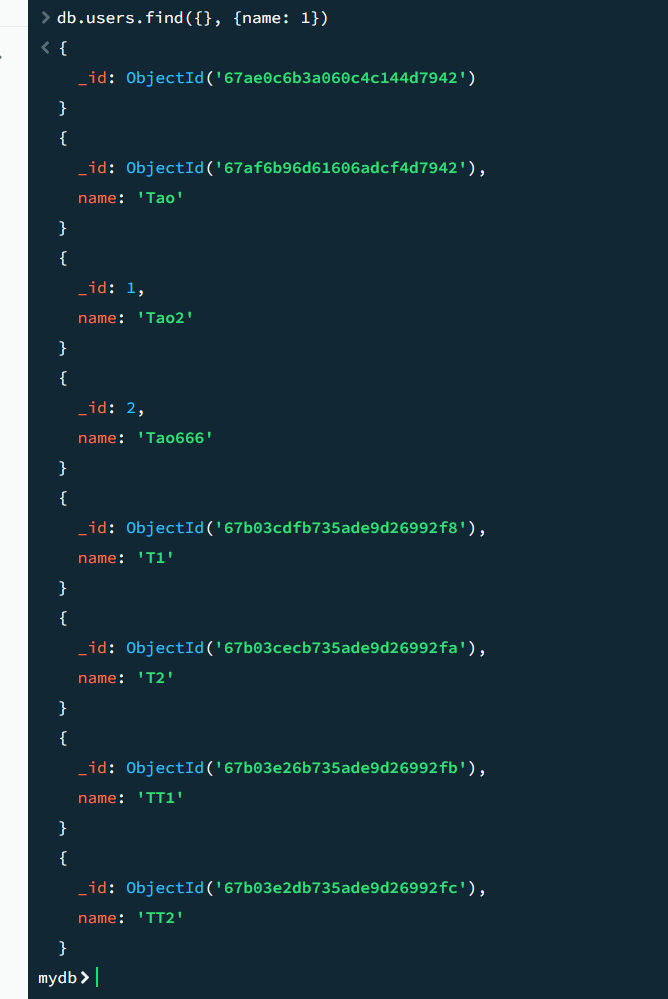 > db.users.find({}, {name: 1})
< {
_id: ObjectId('67ae0c6b3a060c4c144d7942')
}
{
_id: ObjectId('67af6b96d61606adcf4d7942'),
name: 'Tao'
}
{
_id: 1,
name: 'Tao2'
}
{
_id: 2,
name: 'Tao666'
}
{
_id: ObjectId('67b03cdfb735ade9d26992f8'),
name: 'T1'
}
{
_id: ObjectId('67b03cecb735ade9d26992fa'),
name: 'T2'
}
{
_id: ObjectId('67b03e26b735ade9d26992fb'),
name: 'TT1'
}
{
_id: ObjectId('67b03e2db735ade9d26992fc'),
name: 'TT2'
}
mydb>